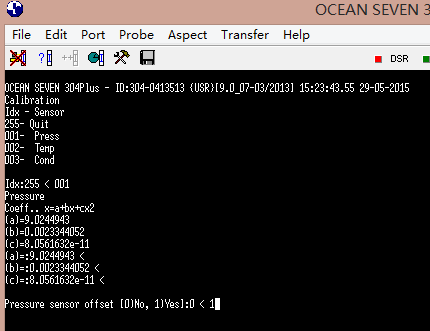 OCEAN SEVEN 3
File Edit Port Probe Aspect Transfer Help
DSR
OCEAN SEVEN 304Plus - ID:304-0413513 (USR)[9.0_07-03/2013] 15:23:43.55 29-05-2015
Calibration
Idx - Sensor
255- Quit
001- Press
002- Temp
003- Cond
Idx:255 < 001
Pressure
Coeff.. x=a+bx+cx2
(a)=9.0244943
(b)=0.0023344052
(c)=8.0561632e-11
(a)=:9.0244943 <
(b)=:0.0023344052 <
(c)=:8.0561632e-11 <
Pressure sensor offset [0)No, 1)Yes]:0 < 1